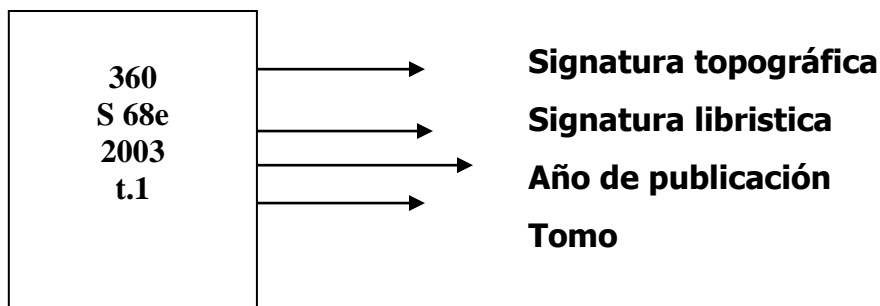 360
S 68e
2003
t.1
Signatura topográfica
Signatura libristica
Año de publicación
Tomo